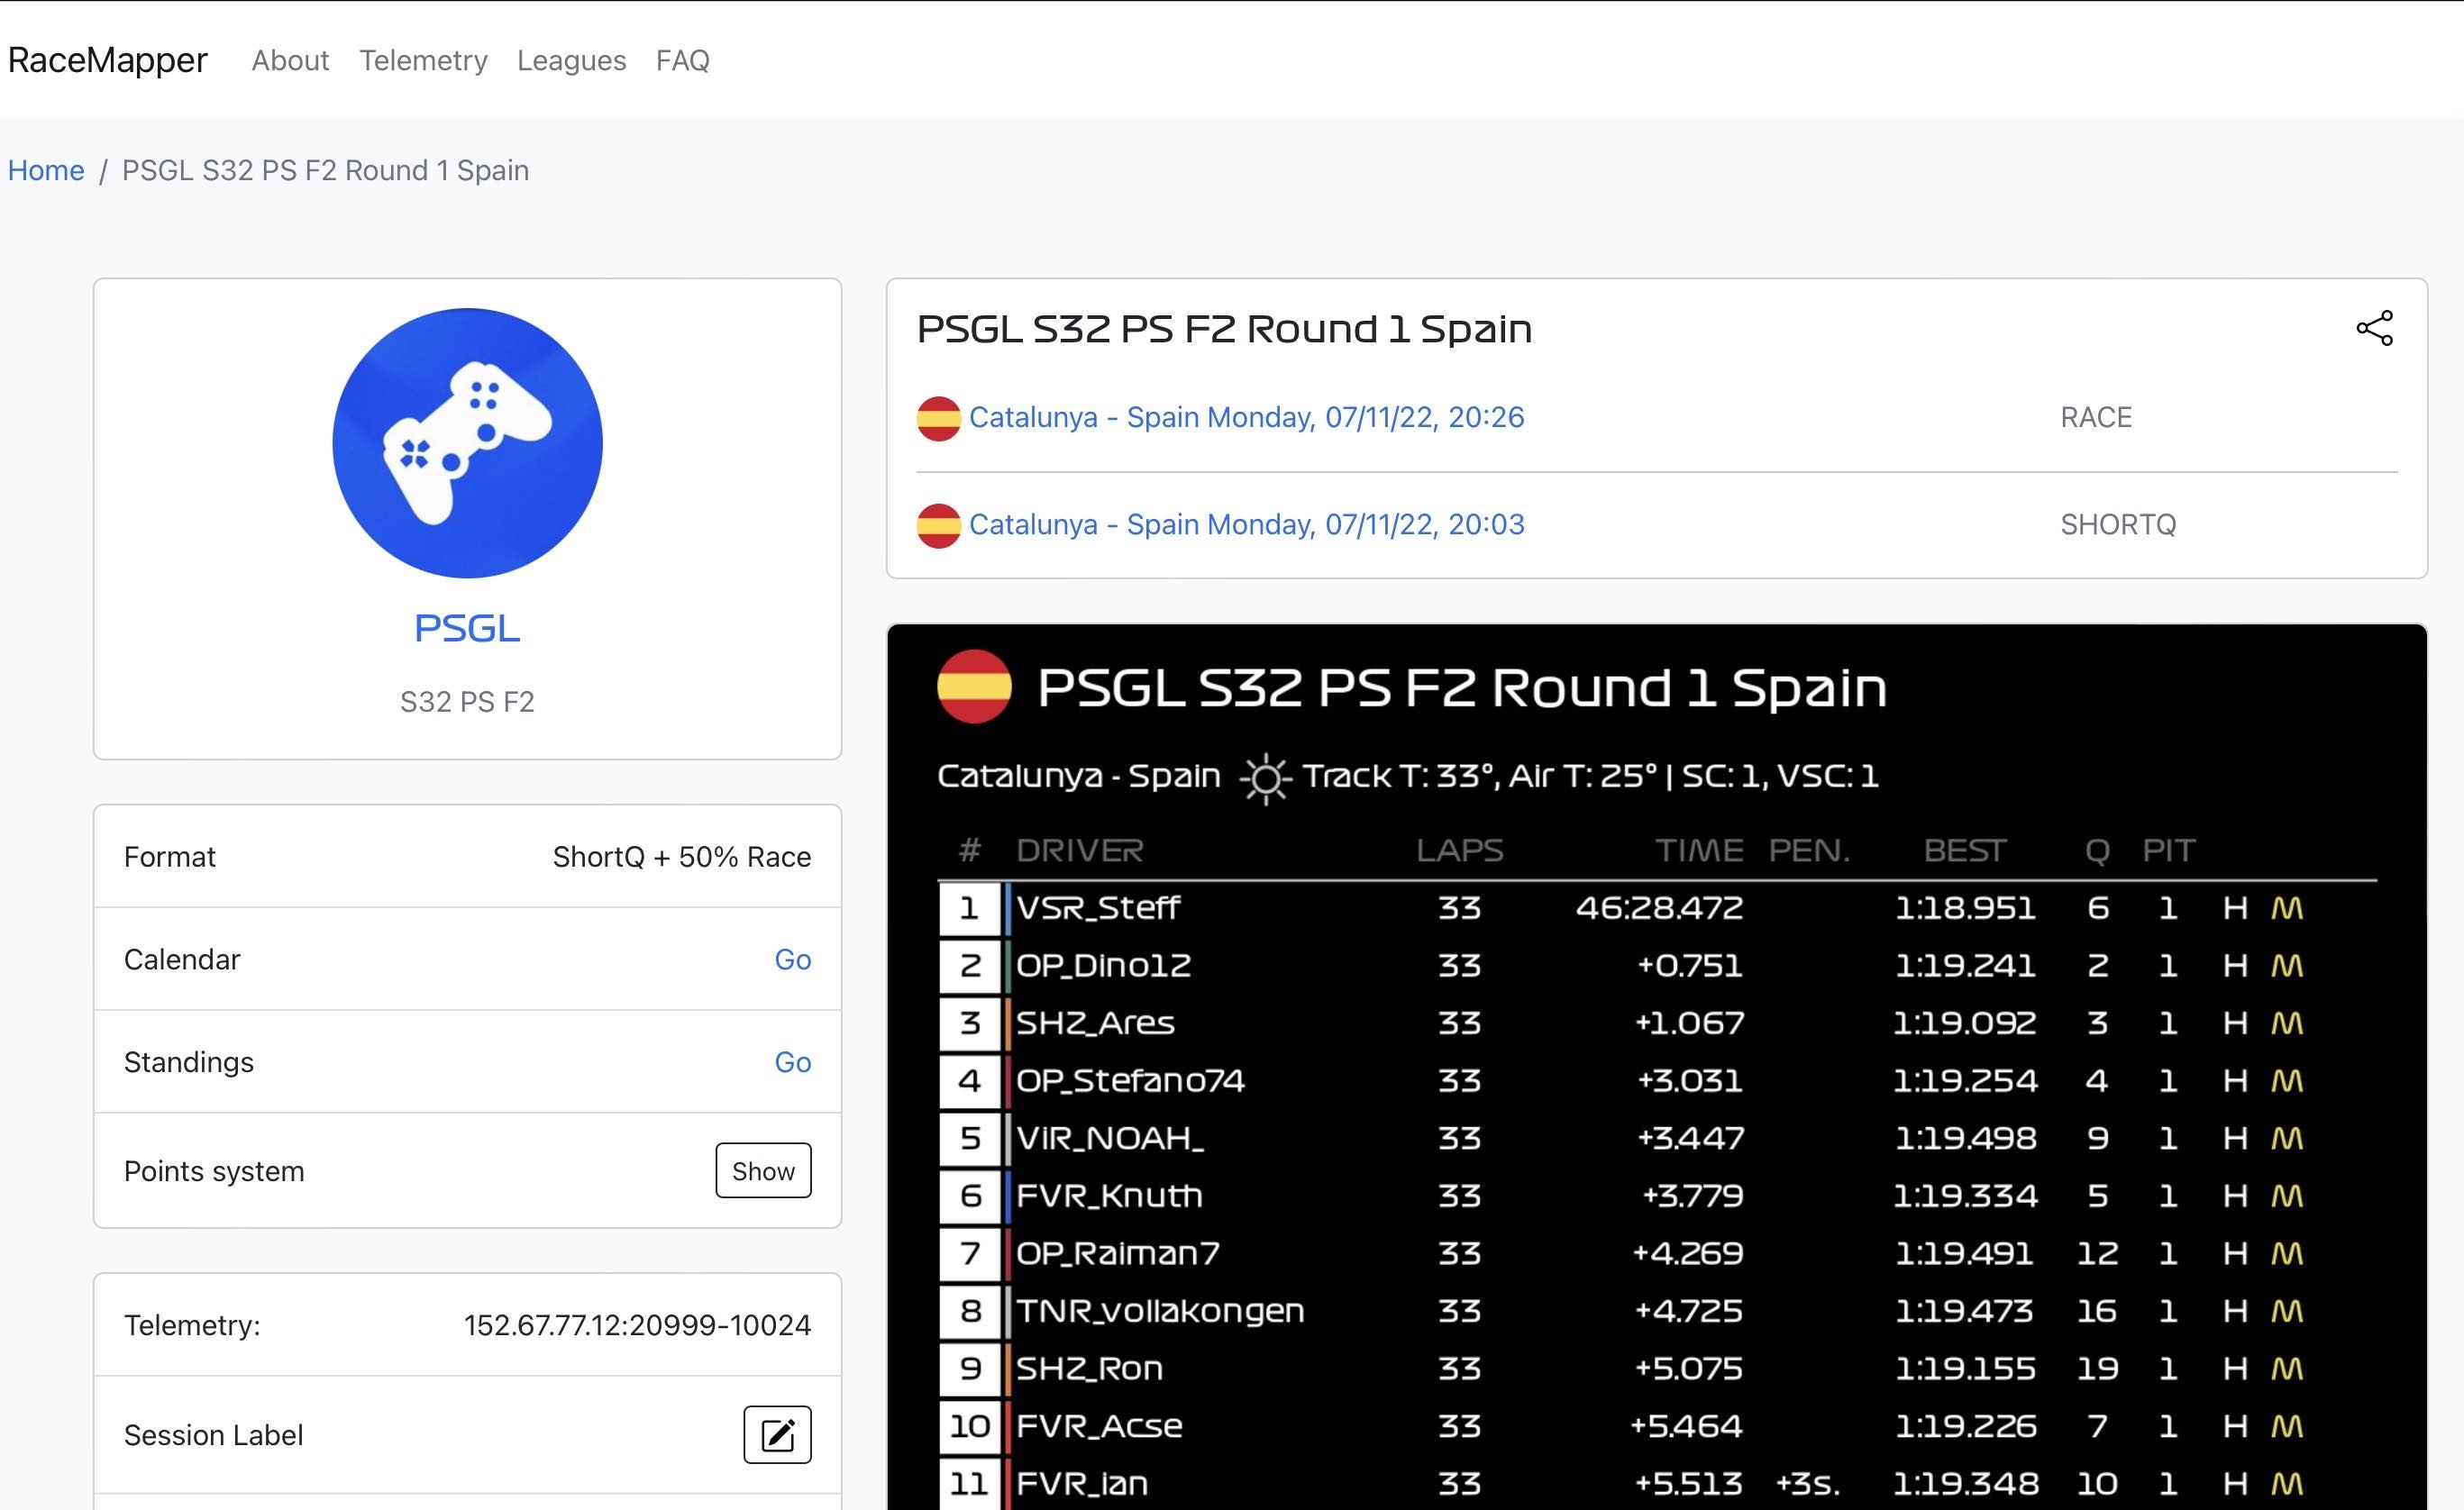 RaceMapper About Telemetry Leagues FAQ
Home / PSGL S32 PS F2 Round 1 Spain
PSGL
S32 PS F2
Format ShortQ + 50% Race
Calendar Go
Standings Go
Points system Show
Telemetry: 152.67.77.12:20999-10024
Session Label
PSGL S32 PS F2 Round 1 Spain
Catalunya - Spain Monday, 07/11/22, 20:26 RACE
Catalunya - Spain Monday, 07/11/22, 20:03 SHORTQ
PSGL S32 PS F2 Round 1 Spain
Catalunya - Spain Track T: 33°, Air T: 25° | SC: 1, VSC: 1
# DRIVER LAPS TIME PEN. BEST Q PIT
1 VSR_Steff 33 46:28.472 1:18.951 6 1 H M
2 OP_Dino12 33 +0.751 1:19.241 2 1 H M
3 SHZ_Ares 33 +1.067 1:19.092 3 1 H M
4 OP_Stefano74 33 +3.031 1:19.254 4 1 H M
5 ViR_NOAH_ 33 +3.447 1:19.498 9 1 H M
6 FVR_Knuth 33 +3.779 1:19.334 5 1 H M
7 OP_Raiman7 33 +4.269 1:19.491 12 1 H M
8 TNR_vollakongen 33 +4.725 1:19.473 16 1 H M
9 SHZ_Ron 33 +5.075 1:19.155 19 1 H M
10 FVR_Acse 33 +5.464 1:19.226 7 1 H M
11 FVR_ian 33 +5.513 +3s. 1:19.348 10 1 H M